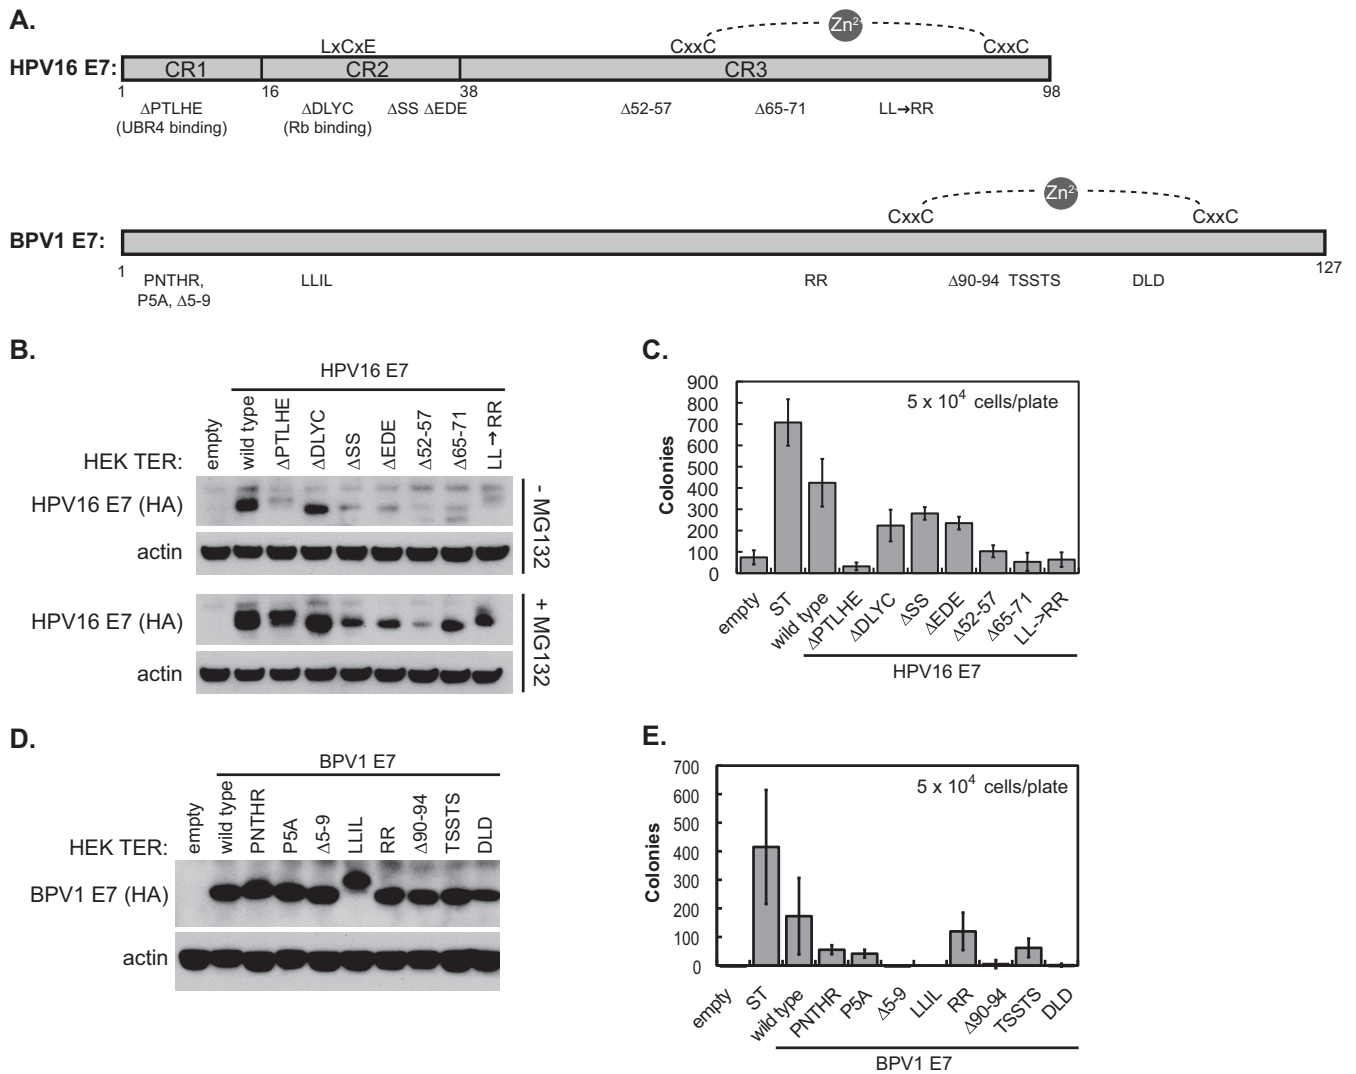 A.
Zn2+
LxCxE CxxC CxxC
HPV16 E7: CR1 CR2 CR3
1 16 38 98
ΔPTLHE ΔDLYC ΔSS ΔEDE Δ52-57 Δ65-71 LL→RR
(UBR4 binding) (Rb binding)
Zn2+
CxxC CxxC
BPV1 E7:
1 127
PNTHR, LLIL RR Δ90-94 TSSTS DLD
P5A, Δ5-9
B.
HPV16 E7
HEK TER: empty wild type ΔPTLHE ΔDLYC ΔSS ΔEDE Δ52-57 Δ65-71 LL→RR
HPV16 E7 (HA)
actin
- MG132
HPV16 E7 (HA)
actin
+ MG132
C.
5 x 10^4 cells/plate
Colonies
900
800
700
600
500
400
300
200
100
0
empty ST wild type ΔPTLHE ΔDLYC ΔSS ΔEDE Δ52-57 Δ65-71 LL->RR
HPV16 E7
D.
BPV1 E7
HEK TER: empty wild type PNTHR P5A Δ5-9 LLIL RR Δ90-94 TSSTS DLD
BPV1 E7 (HA)
actin
E.
5 x 10^4 cells/plate
Colonies
700
600
500
400
300
200
100
0
empty ST wild type PNTHR P5A Δ5-9 LLIL RR Δ90-94 TSSTS DLD
BPV1 E7